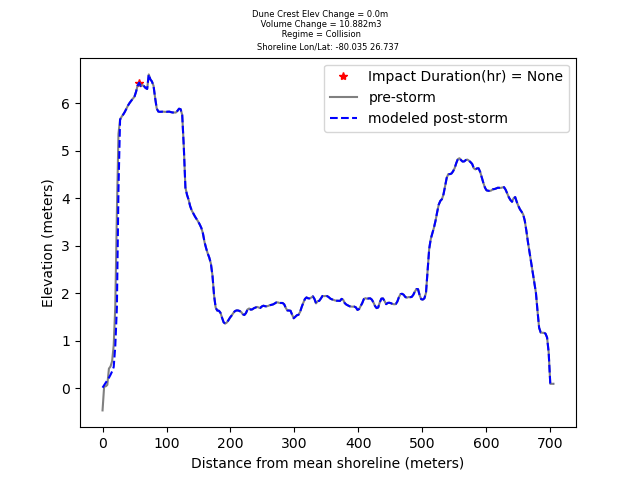 Dune Crest Elev Change = 0.0m
Volume Change = 10.882m3
Regime = Collision
Shoreline Lon/Lat: -80.035 26.737
Impact Duration(hr) = None
pre-storm
modeled post-storm
6
5
4
3
2
1
0
Elevation (meters)
0 100 200 300 400 500 600 700
Distance from mean shoreline (meters)